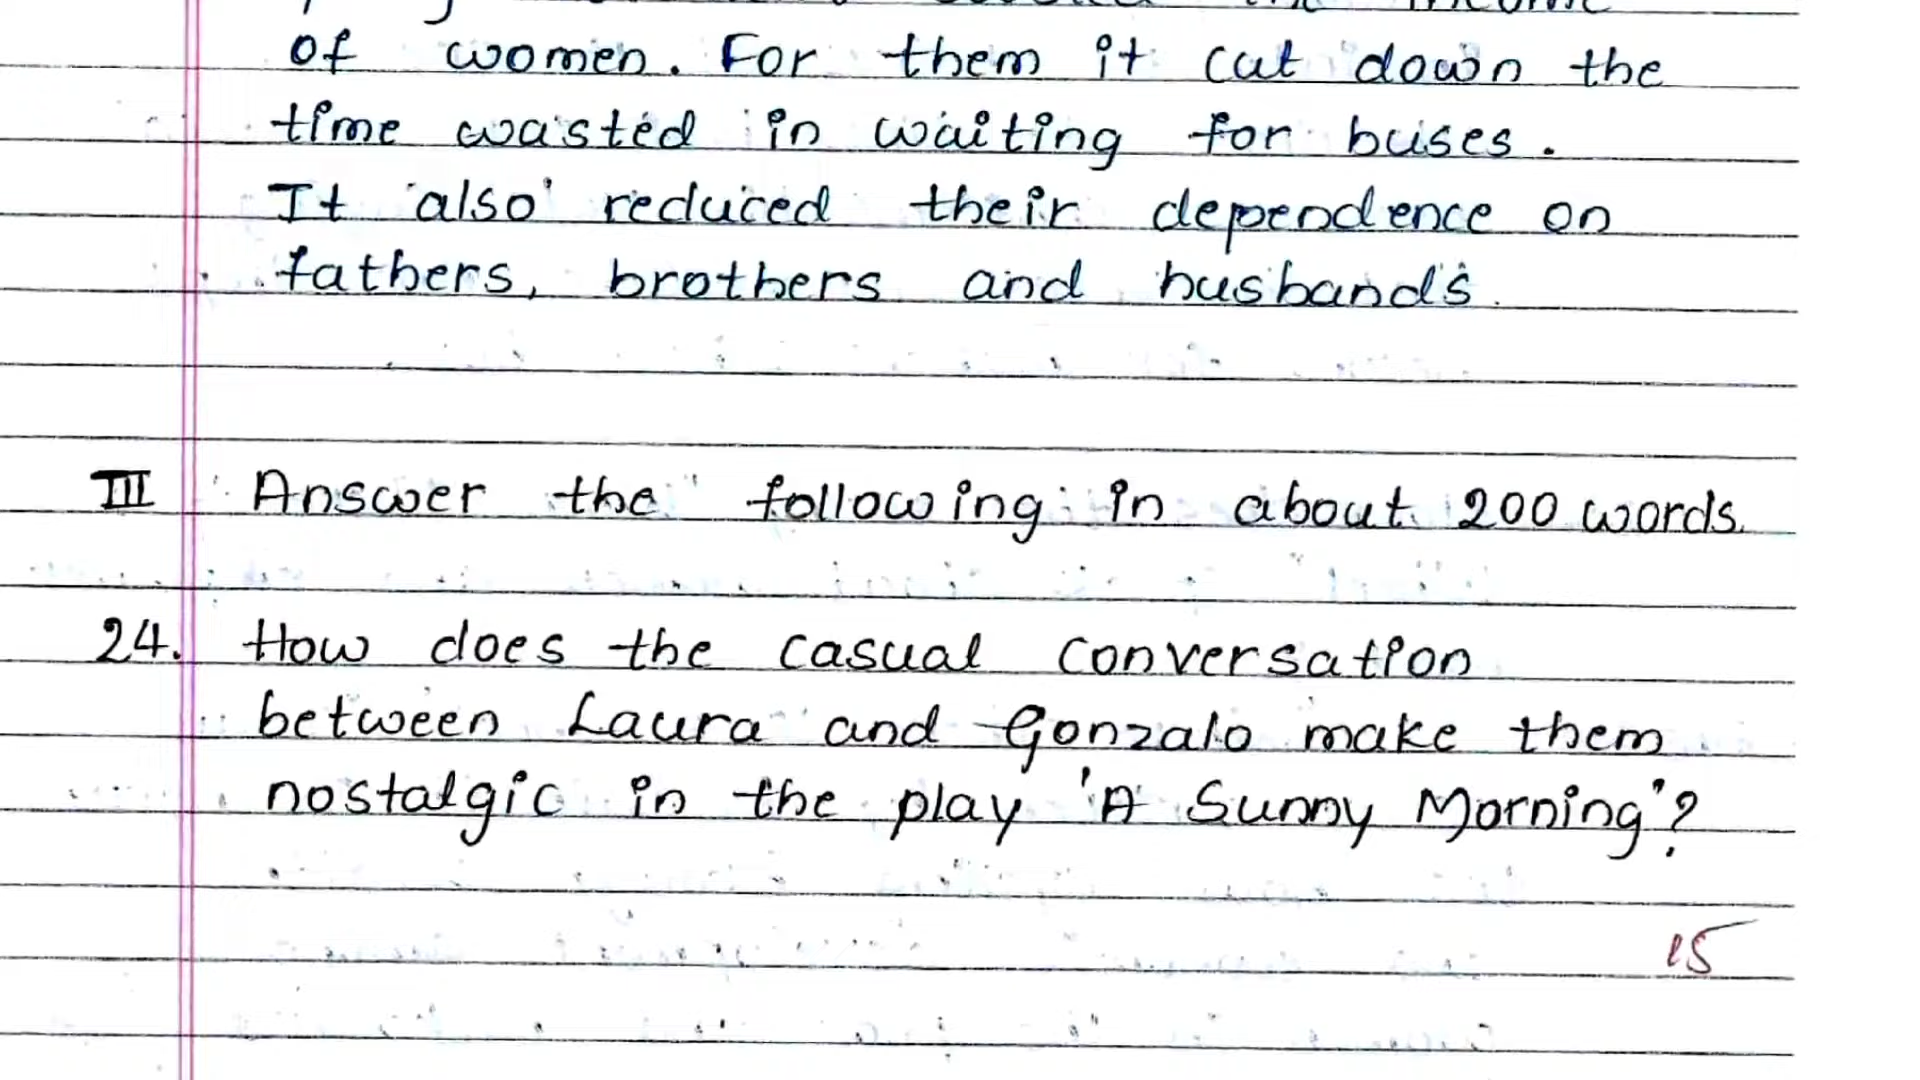 of women. For them it cut down the
time wasted in waiting for buses.
It also reduced their dependence on
fathers, brothers and husbands.
III Answer the following in about 200 words.
24. How does the casual conversation
between Laura and Gonzalo make them
nostalgic in the play 'A Sunny Morning'?
15